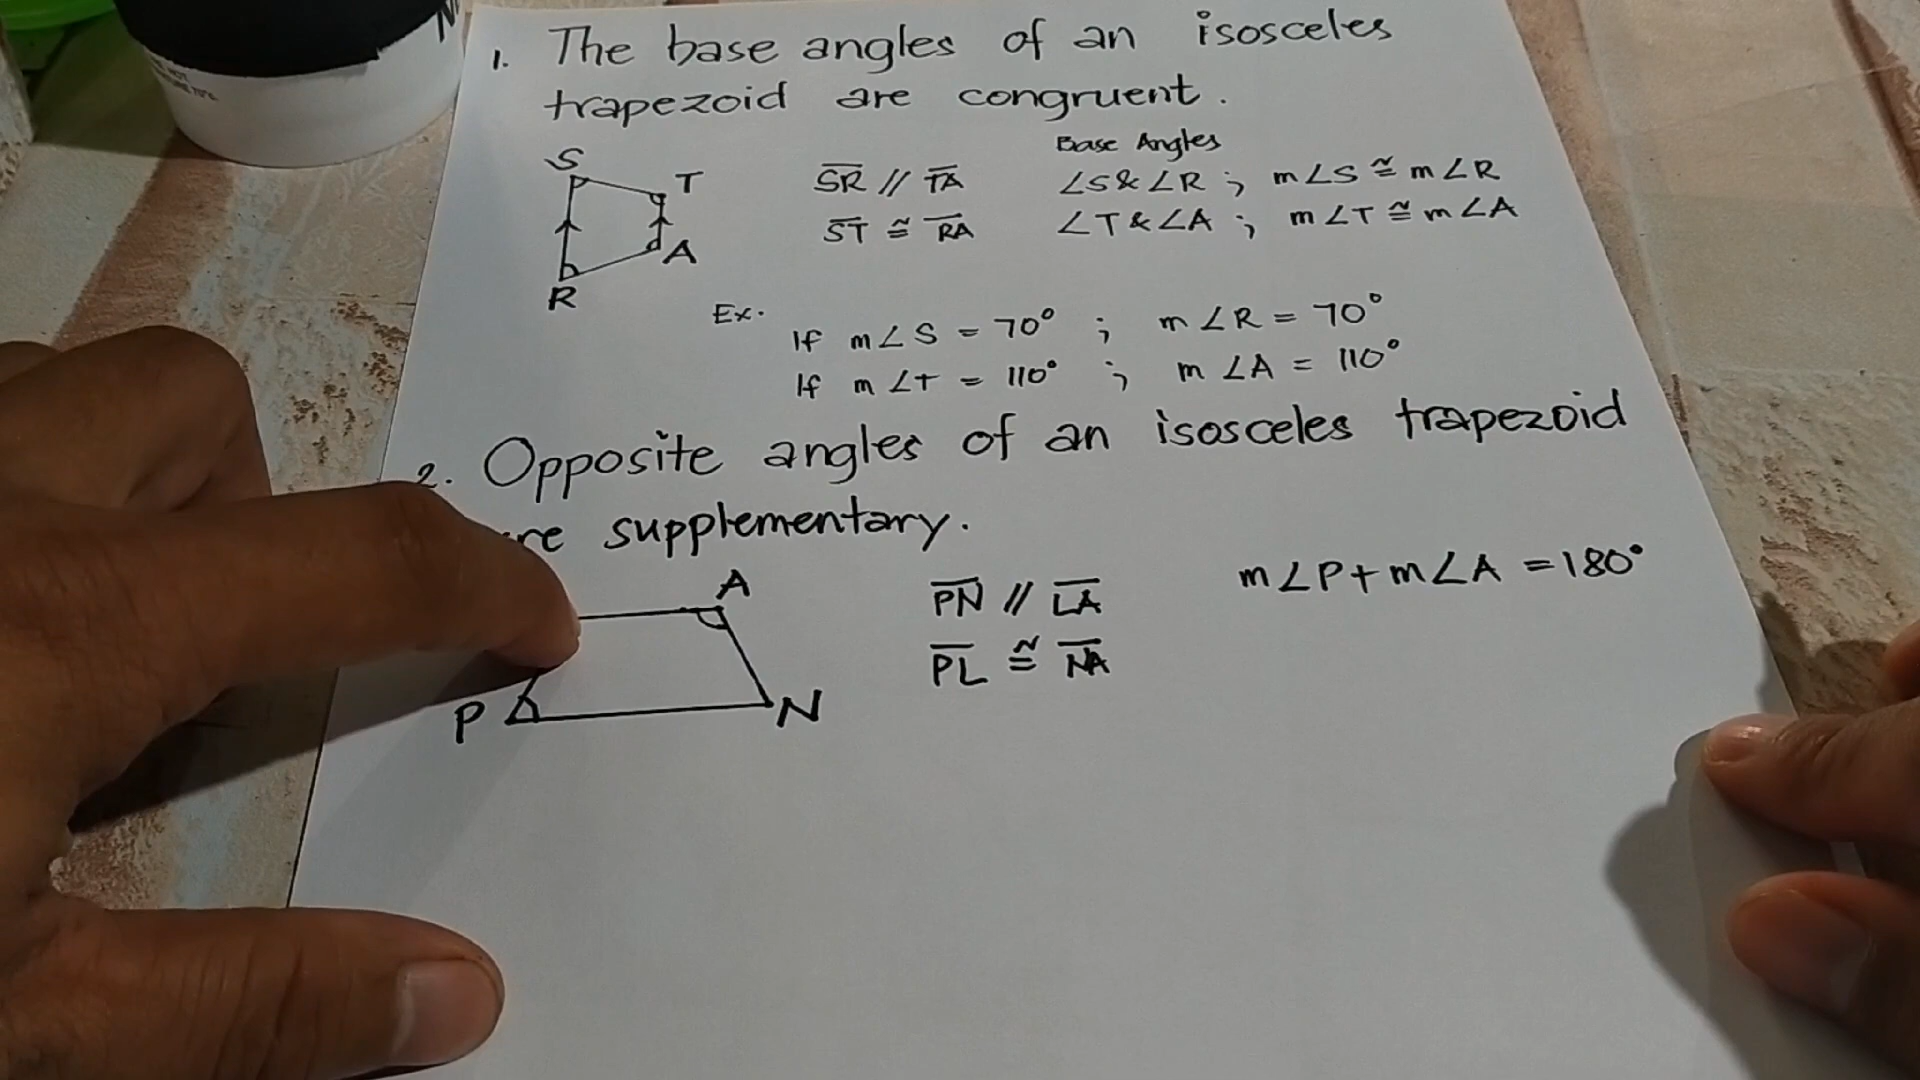 1. The base angles of an isosceles
trapezoid are congruent.
Base Angles
S
T
A
R
SR // TA
∠S & ∠R ; m∠S ≅ m∠R
ST ≅ RA
∠T & ∠A ; m∠T ≅ m∠A
Ex.
If m∠S = 70° ; m∠R = 70°
If m∠T = 110° ; m∠A = 110°
2. Opposite angles of an isosceles trapezoid
supplementary.
A
P
N
PN // LA
m∠P + m∠A = 180°
PL ≅ NA